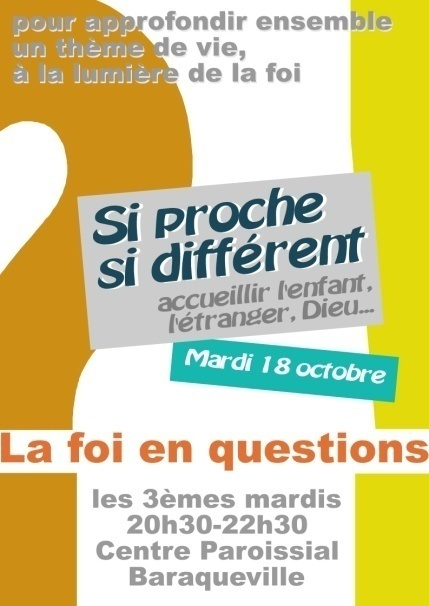 pour approfondir ensemble
un thème de vie,
à la lumière de la foi
Si proche
si différent
accueillir l'enfant,
l'étranger, Dieu...
Mardi 18 octobre
La foi en questions
les 3èmes mardis
20h30-22h30
Centre Paroissial
Baraqueville